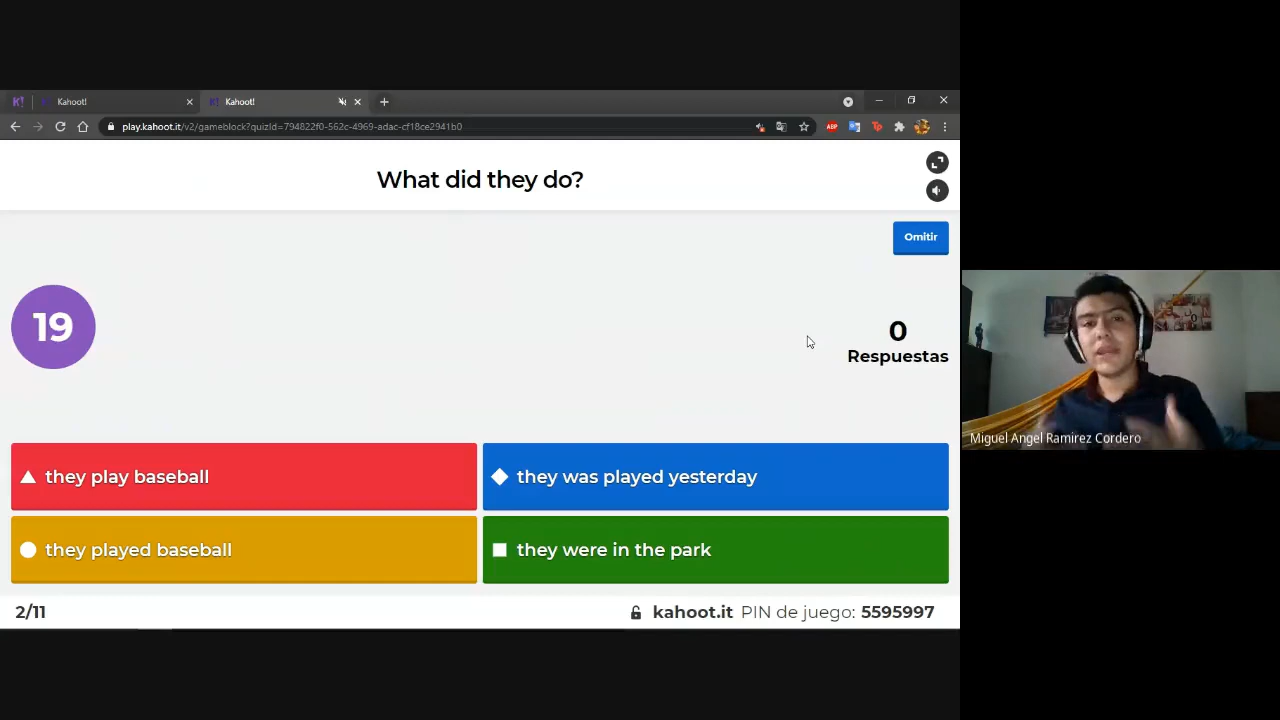 K! Kahoot! Kahoot!
play.kahoot.it/v2/gameblock?quizId=794822f0-562c-4969-adac-cf18ce2941b0
ABP
What did they do?
Omitir
19
0
Respuestas
they play baseball
they was played yesterday
they played baseball
they were in the park
2/11
kahoot.it PIN de juego: 5595997
Miguel Angel Ramirez Cordero